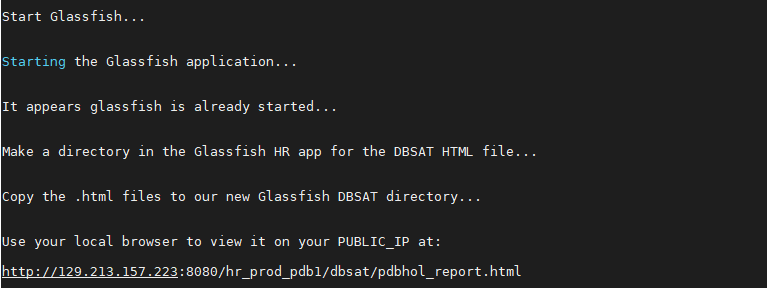 Start Glassfish...
Starting the Glassfish application...
It appears glassfish is already started...
Make a directory in the Glassfish HR app for the DBSAT HTML file...
Copy the .html files to our new Glassfish DBSAT directory...
Use your local browser to view it on your PUBLIC_IP at:
http://129.213.157.223:8080/hr_prod_pdb1/dbsat/pdbhol_report.html